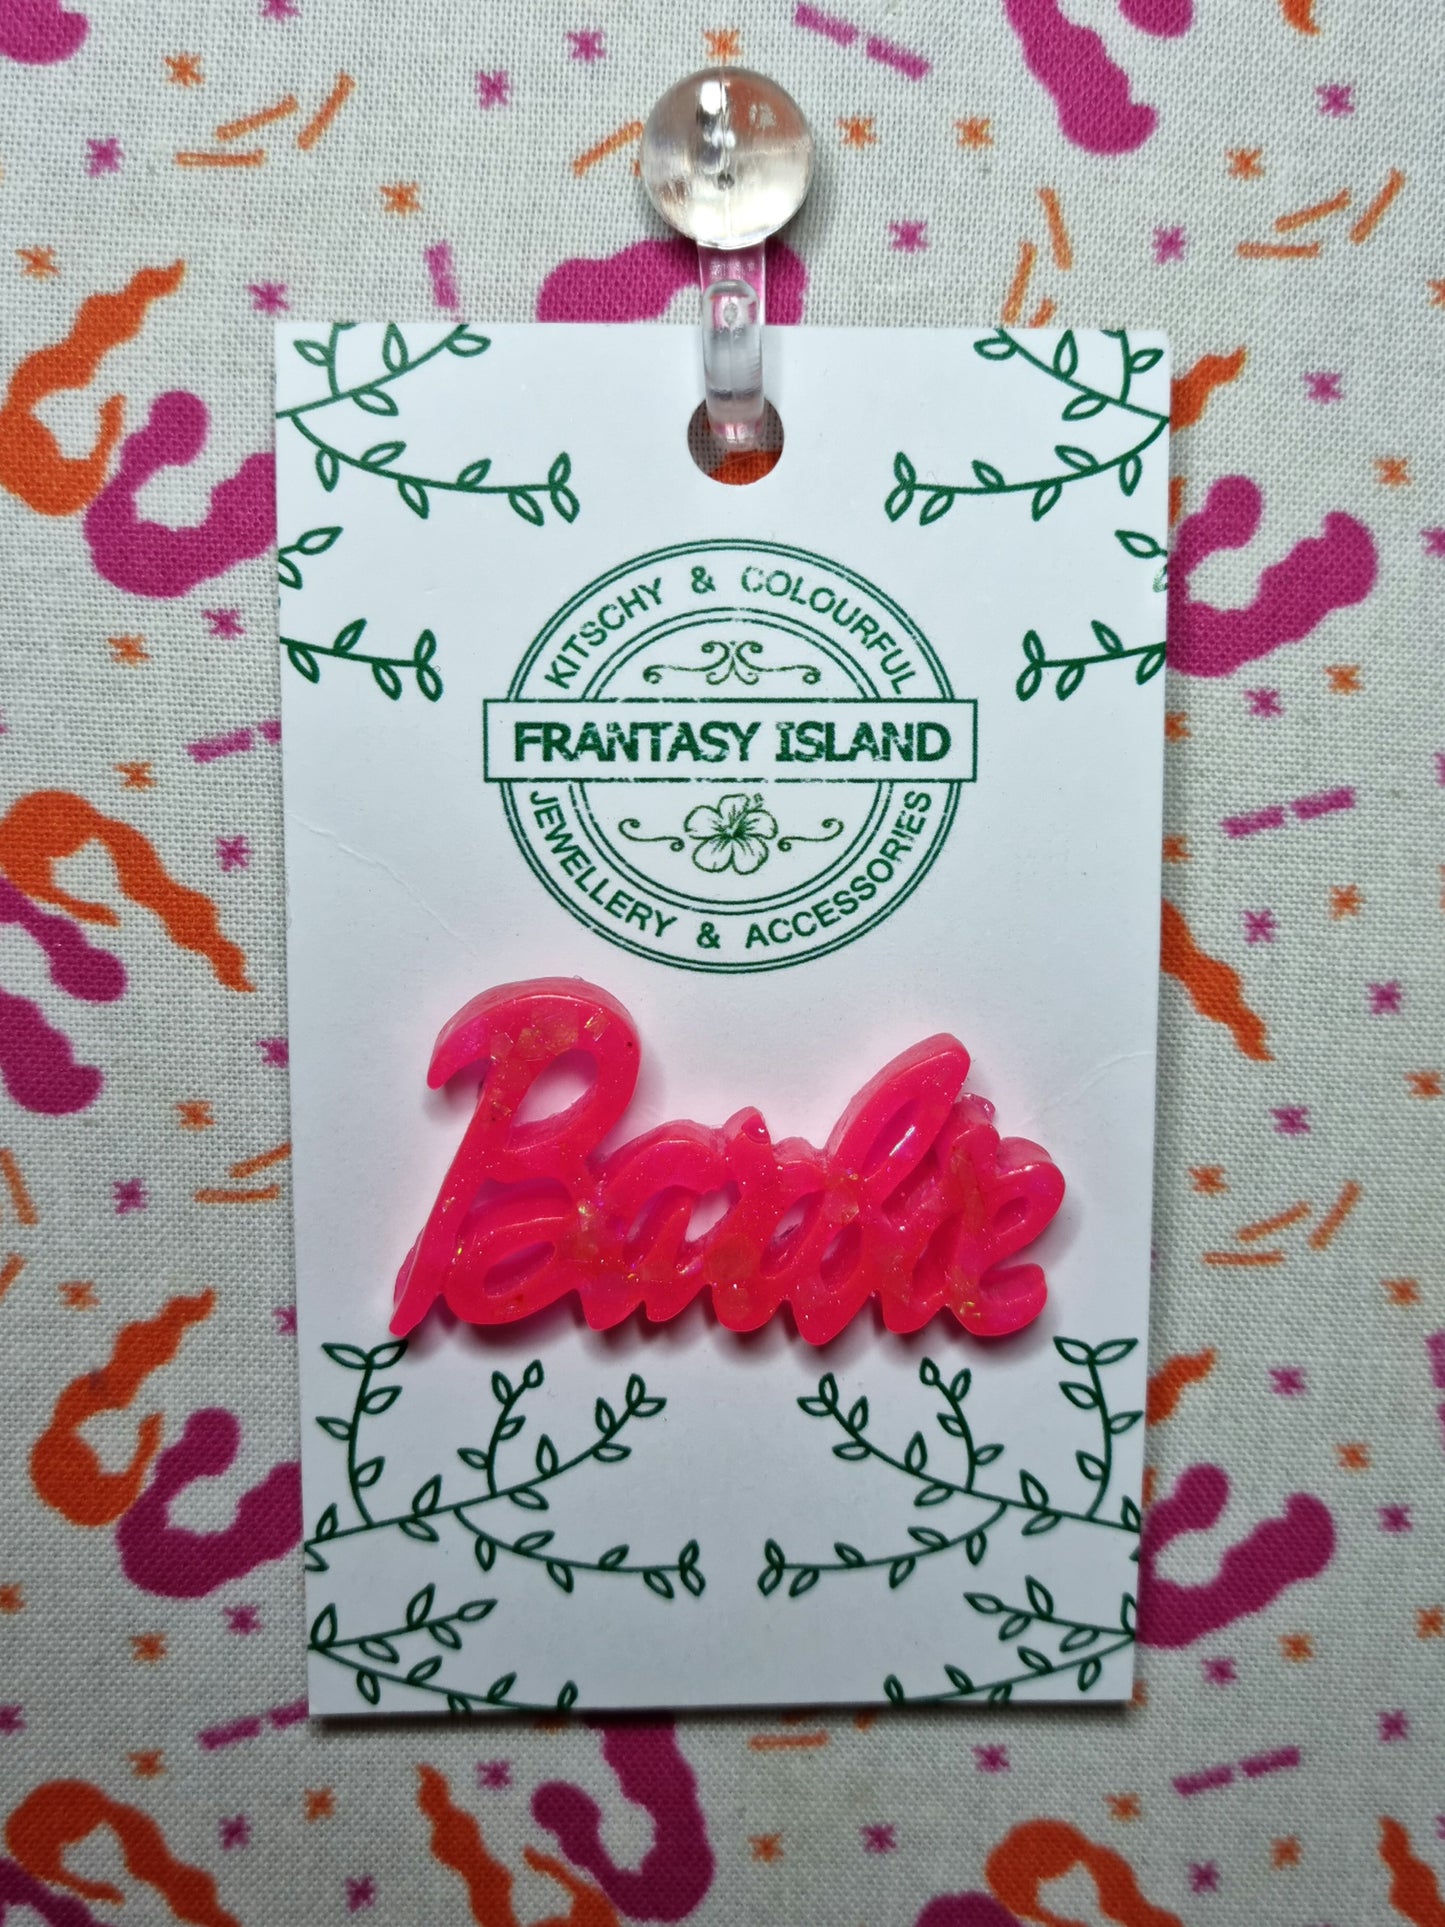 KITSCHY & COLOURFUL
FRANTASY ISLAND
JEWELLERY & ACCESSORIES
Barbie